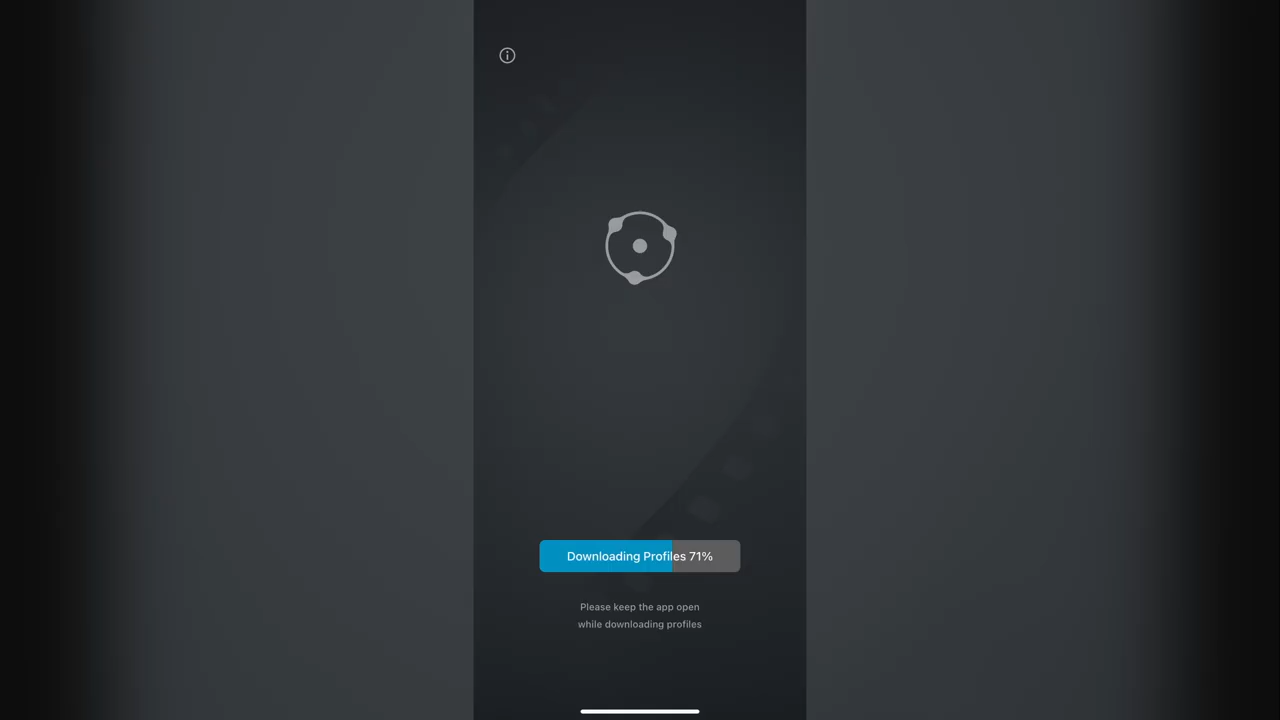 Downloading Profiles 71%
Please keep the app open
while downloading profiles